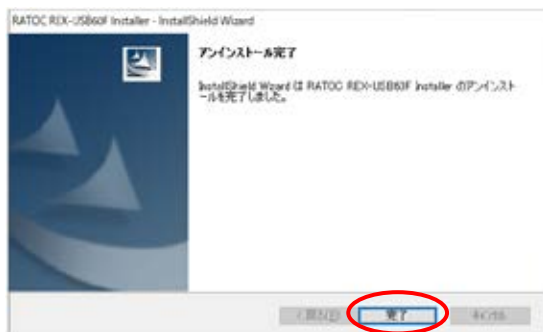 RATOC REX-USB60F Installer - InstallShield Wizard
アンインストール完了
InstallShield Wizard は RATOC REX-USB60F Installer のアンインスト
ールを完了しました。
< 戻る(B)
完了
キャンセル